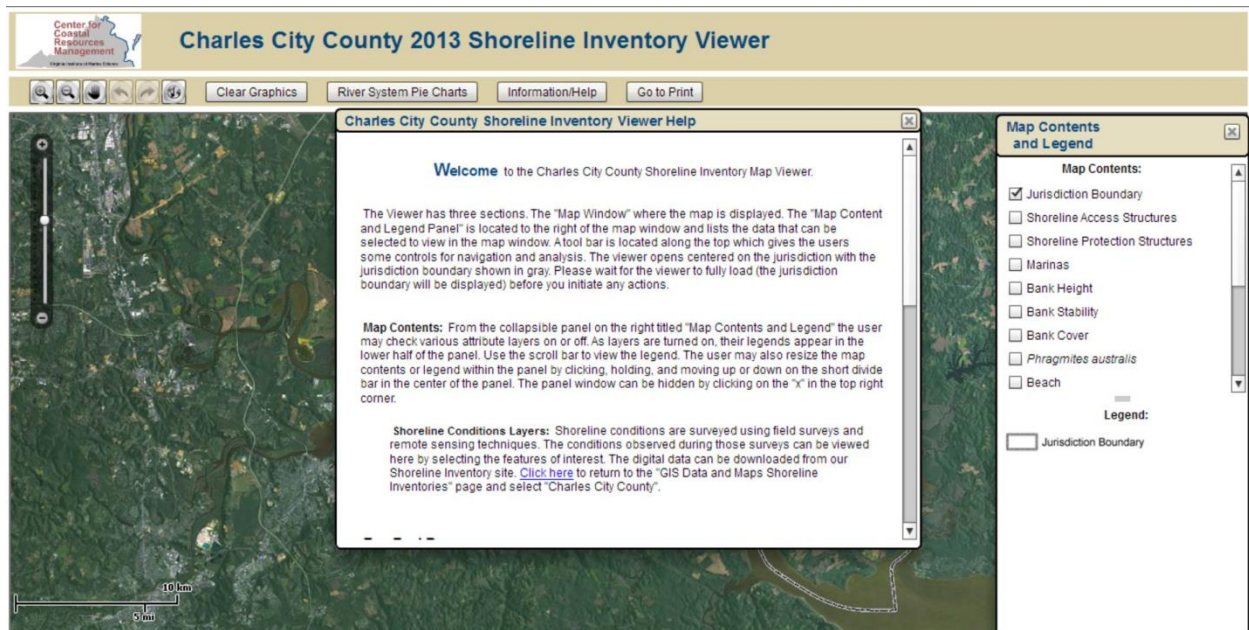 Center for
Coastal
Resources
Management
Charles City County 2013 Shoreline Inventory Viewer
Clear Graphics
River System Pie Charts
Information/Help
Go to Print
Charles City County Shoreline Inventory Viewer Help
Welcome to the Charles City County Shoreline Inventory Map Viewer.
The Viewer has three sections. The "Map Window" where the map is displayed. The "Map Content
and Legend Panel" is located to the right of the map window and lists the data that can be
selected to view in the map window. A tool bar is located along the top which gives the users
some controls for navigation and analysis. The viewer opens centered on the jurisdiction with the
jurisdiction boundary shown in gray. Please wait for the viewer to fully load (the jurisdiction
boundary will be displayed) before you initiate any actions.
Map Contents: From the collapsible panel on the right titled "Map Contents and Legend" the user
may check various attribute layers on or off. As layers are turned on, their legends appear in the
lower half of the panel. Use the scroll bar to view the legend. The user may also resize the map
contents or legend within the panel by clicking, holding, and moving up or down on the short divide
bar in the center of the panel. The panel window can be hidden by clicking on the "x" in the top right
corner.
Shoreline Conditions Layers: Shoreline conditions are surveyed using field surveys and
remote sensing techniques. The conditions observed during those surveys can be viewed
here by selecting the features of interest. The digital data can be downloaded from our
Shoreline Inventory site. Click here to return to the "GIS Data and Maps Shoreline
Inventories" page and select "Charles City County".
Map Contents
and Legend
Map Contents:
Jurisdiction Boundary
Shoreline Access Structures
Shoreline Protection Structures
Marinas
Bank Height
Bank Stability
Bank Cover
Phragmites australis
Beach
Legend:
Jurisdiction Boundary
10 km
5 mi